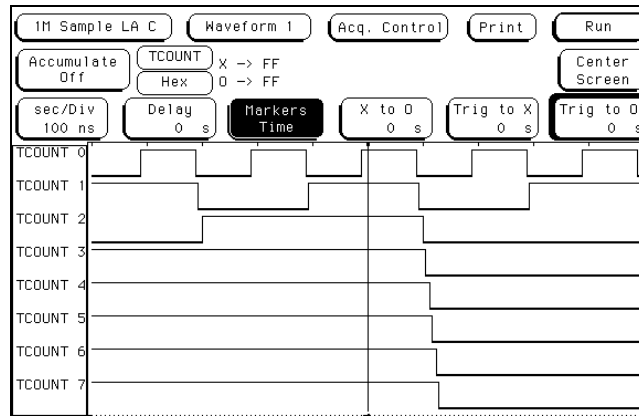 1M Sample LA C Waveform 1 Acq. Control Print Run
Accumulate Off TCOUNT Hex X -> FF O -> FF Center Screen
sec/Div 100 ns Delay 0 s Markers Time X to O 0 s Trig to X 0 s Trig to O 0 s
TCOUNT 0
TCOUNT 1
TCOUNT 2
TCOUNT 3
TCOUNT 4
TCOUNT 5
TCOUNT 6
TCOUNT 7